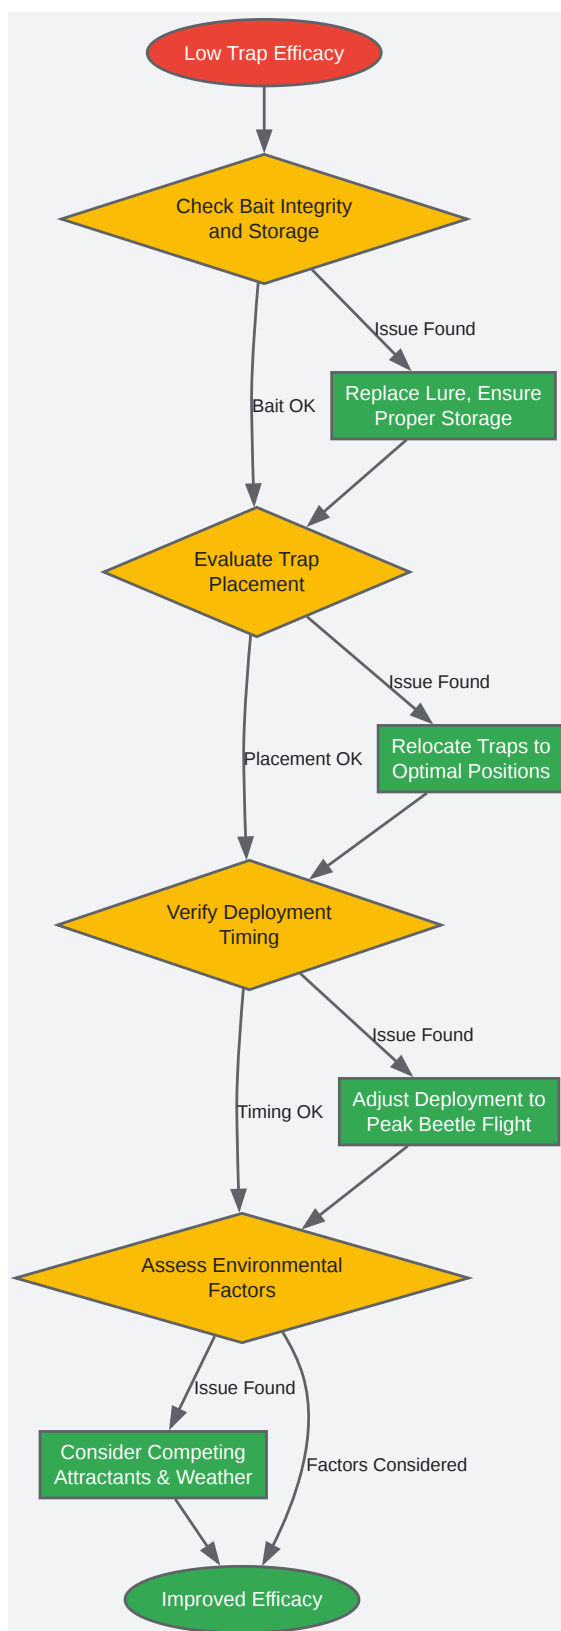 Low Trap Efficacy
Check Bait Integrity
and Storage
Issue Found
Replace Lure, Ensure
Proper Storage
Bait OK
Evaluate Trap
Placement
Issue Found
Relocate Traps to
Optimal Positions
Placement OK
Verify Deployment
Timing
Issue Found
Adjust Deployment to
Peak Beetle Flight
Timing OK
Assess Environmental
Factors
Issue Found
Consider Competing
Attractants & Weather
Factors Considered
Improved Efficacy